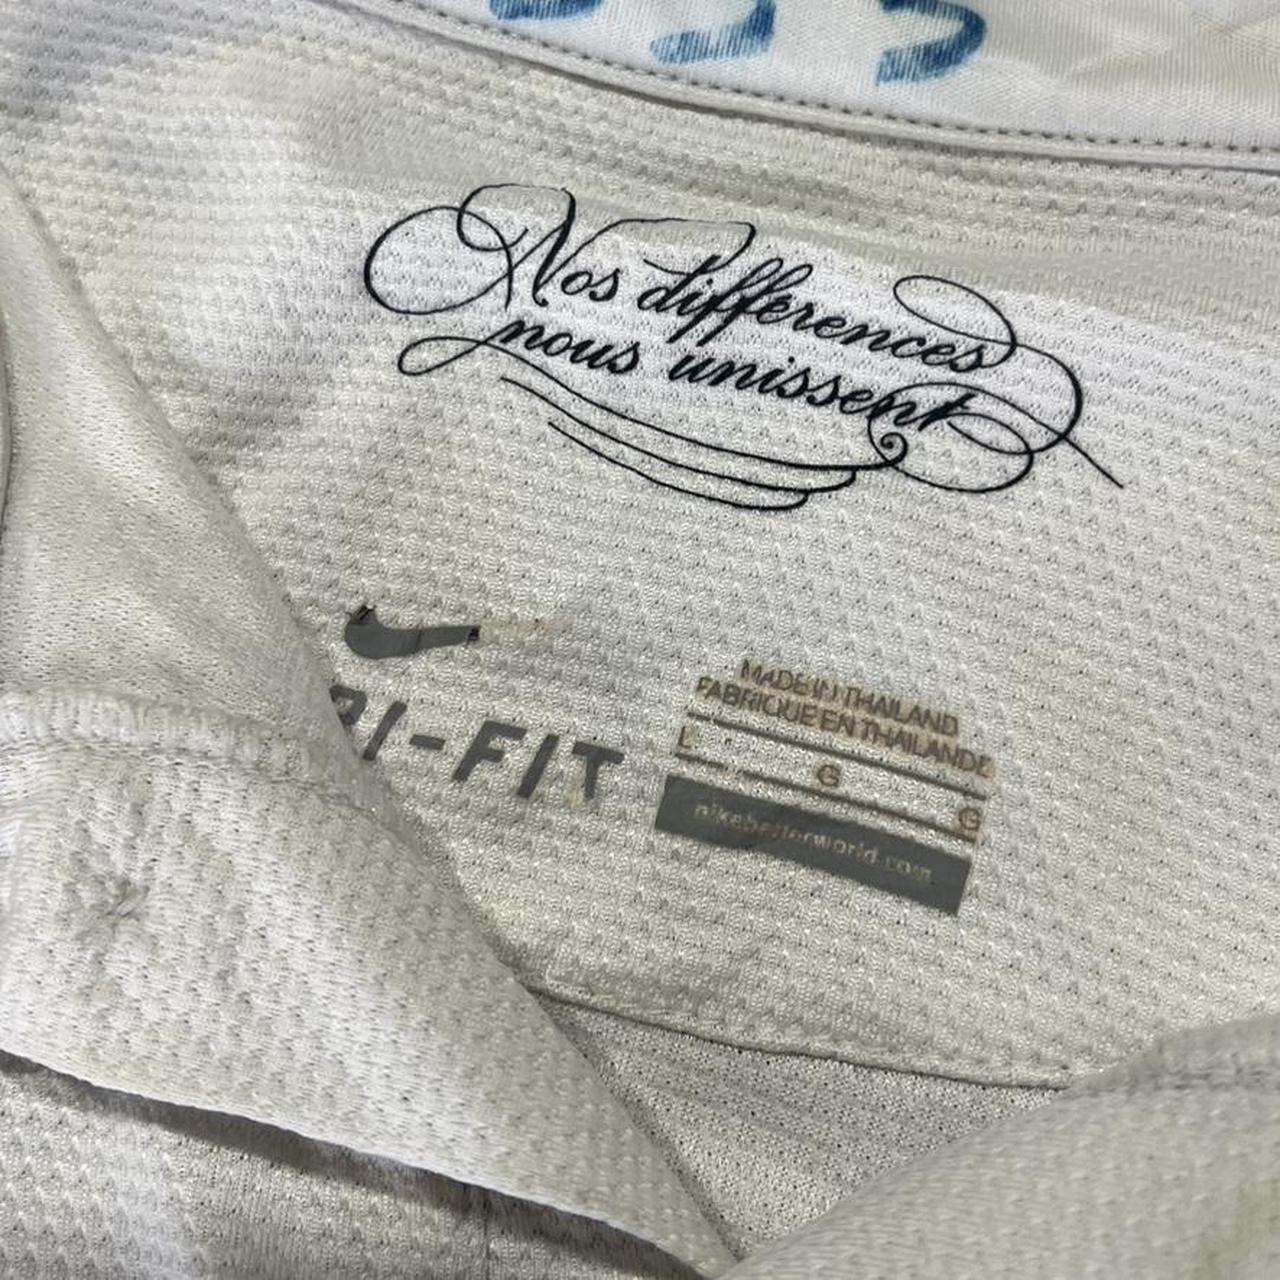 Nos différences
nous unissent
RI-FIT
MADE IN THAILAND
FABRIQUE EN THAILANDE
L G G
nikebetterworld.com